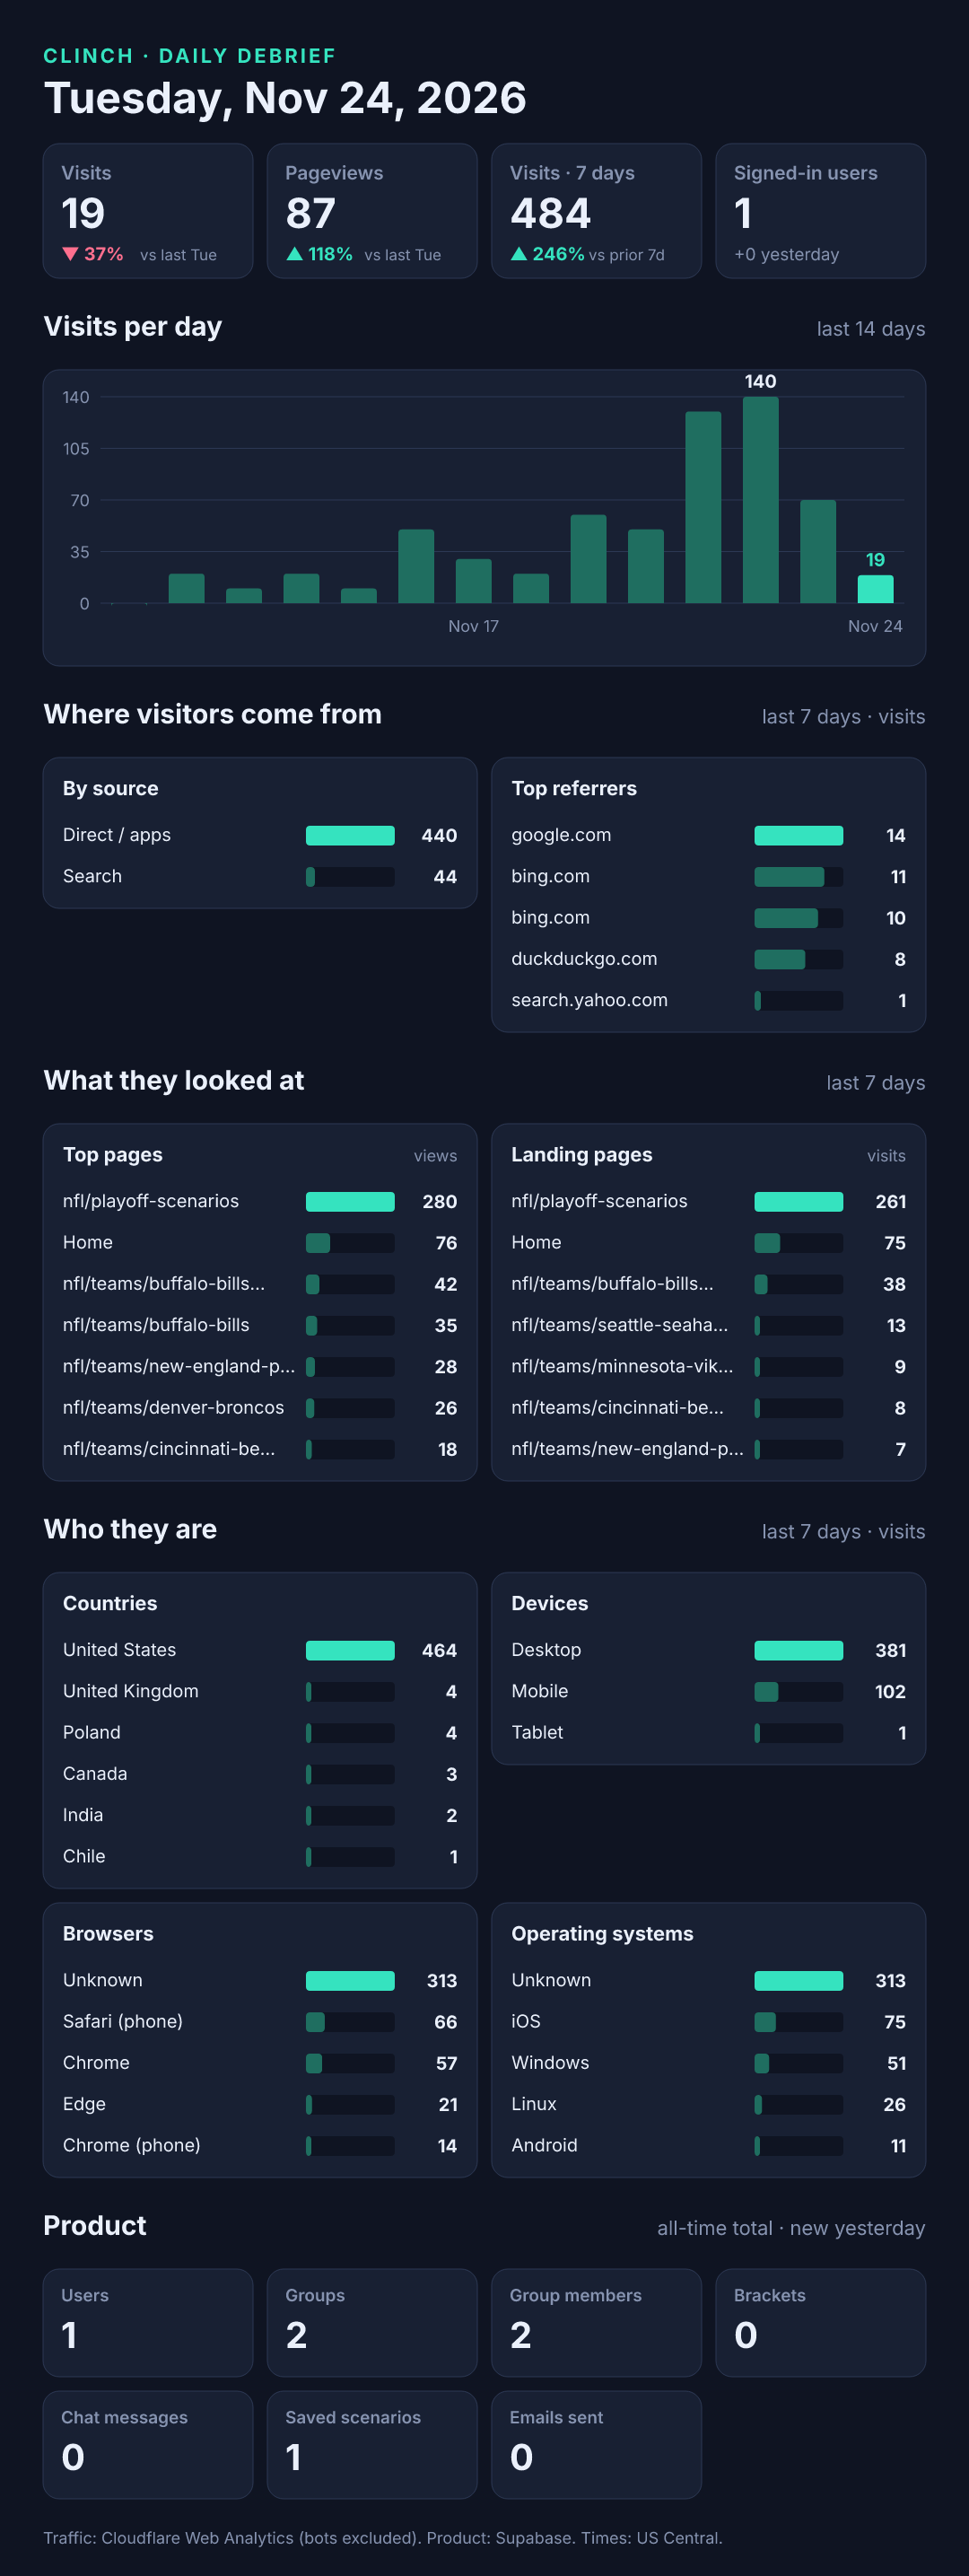 CLINCH · DAILY DEBRIEF
Tuesday, Nov 24, 2026
Visits
19
▼ 37% vs last Tue
Pageviews
87
▲ 118% vs last Tue
Visits · 7 days
484
▲ 246% vs prior 7d
Signed-in users
1
+0 yesterday
Visits per day
last 14 days
140
105
70
35
0
140
19
Nov 17
Nov 24
Where visitors come from
last 7 days · visits
By source
Direct / apps 440
Search 44
Top referrers
google.com 14
bing.com 11
bing.com 10
duckduckgo.com 8
search.yahoo.com 1
What they looked at
last 7 days
Top pages views
nfl/playoff-scenarios 280
Home 76
nfl/teams/buffalo-bills... 42
nfl/teams/buffalo-bills 35
nfl/teams/new-england-p... 28
nfl/teams/denver-broncos 26
nfl/teams/cincinnati-be... 18
Landing pages visits
nfl/playoff-scenarios 261
Home 75
nfl/teams/buffalo-bills... 38
nfl/teams/seattle-seaha... 13
nfl/teams/minnesota-vik... 9
nfl/teams/cincinnati-be... 8
nfl/teams/new-england-p... 7
Who they are
last 7 days · visits
Countries
United States 464
United Kingdom 4
Poland 4
Canada 3
India 2
Chile 1
Devices
Desktop 381
Mobile 102
Tablet 1
Browsers
Unknown 313
Safari (phone) 66
Chrome 57
Edge 21
Chrome (phone) 14
Operating systems
Unknown 313
iOS 75
Windows 51
Linux 26
Android 11
Product
all-time total · new yesterday
Users
1
Groups
2
Group members
2
Brackets
0
Chat messages
0
Saved scenarios
1
Emails sent
0
Traffic: Cloudflare Web Analytics (bots excluded). Product: Supabase. Times: US Central.